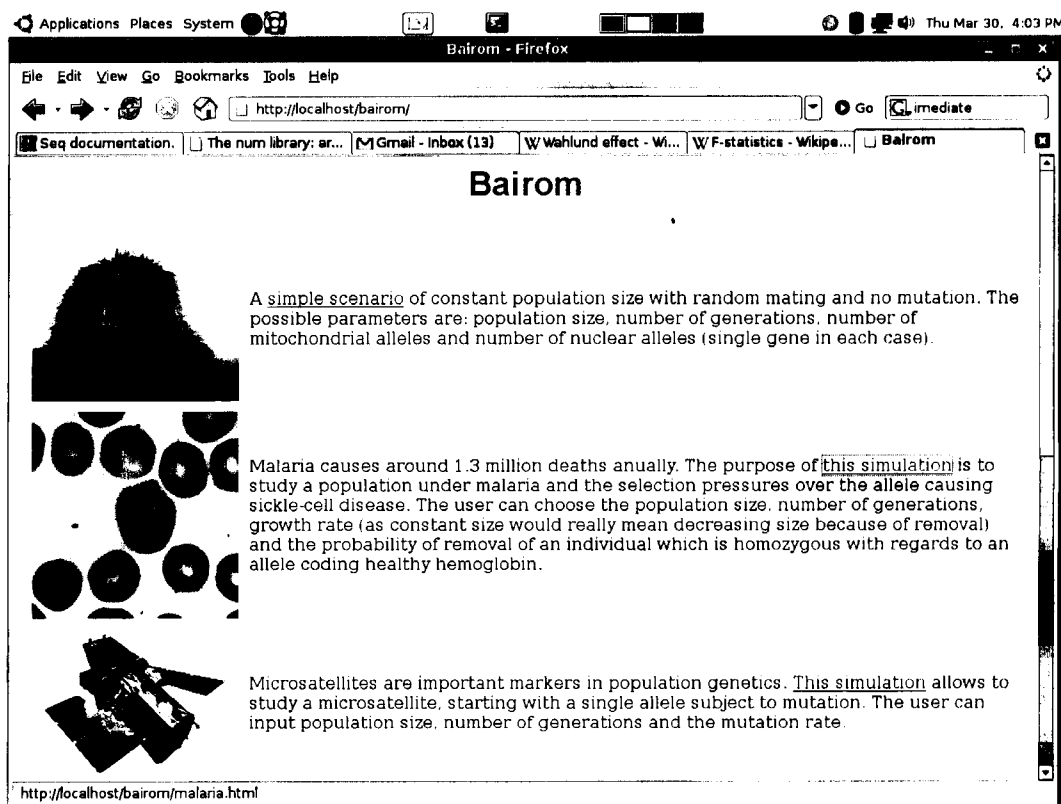 Applications Places System Thu Mar 30, 4:03 PM
Bairom - Firefox
File Edit View Go Bookmarks Tools Help
http://localhost/bairom/ Go imediate
Seq documentation. The num library: ar... Gmail - Inbox (13) Wahlund effect - Wi... F-statistics - Wikipe... Bairom
Bairom
A simple scenario of constant population size with random mating and no mutation. The
possible parameters are: population size, number of generations, number of
mitochondrial alleles and number of nuclear alleles (single gene in each case).
Malaria causes around 1.3 million deaths anually. The purpose of this simulation is to
study a population under malaria and the selection pressures over the allele causing
sickle-cell disease. The user can choose the population size, number of generations,
growth rate (as constant size would really mean decreasing size because of removal)
and the probability of removal of an individual which is homozygous with regards to an
allele coding healthy hemoglobin.
Microsatellites are important markers in population genetics. This simulation allows to
study a microsatellite, starting with a single allele subject to mutation. The user can
input population size, number of generations and the mutation rate.
http://localhost/bairom/malaria.html